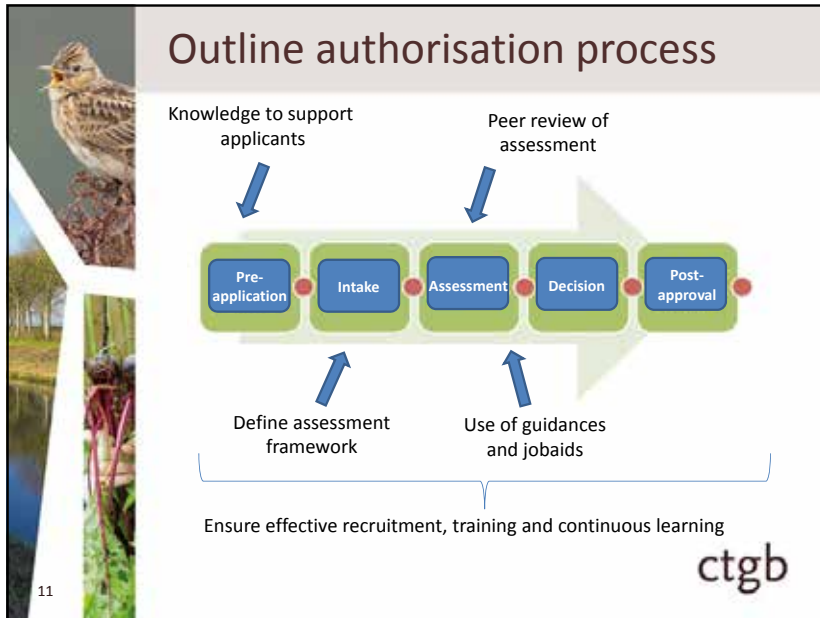 Outline authorisation process
Knowledge to support
applicants
Peer review of
assessment
Pre-
application
Intake
Assessment
Decision
Post-
approval
Define assessment
framework
Use of guidances
and jobaids
Ensure effective recruitment, training and continuous learning
11
ctgb